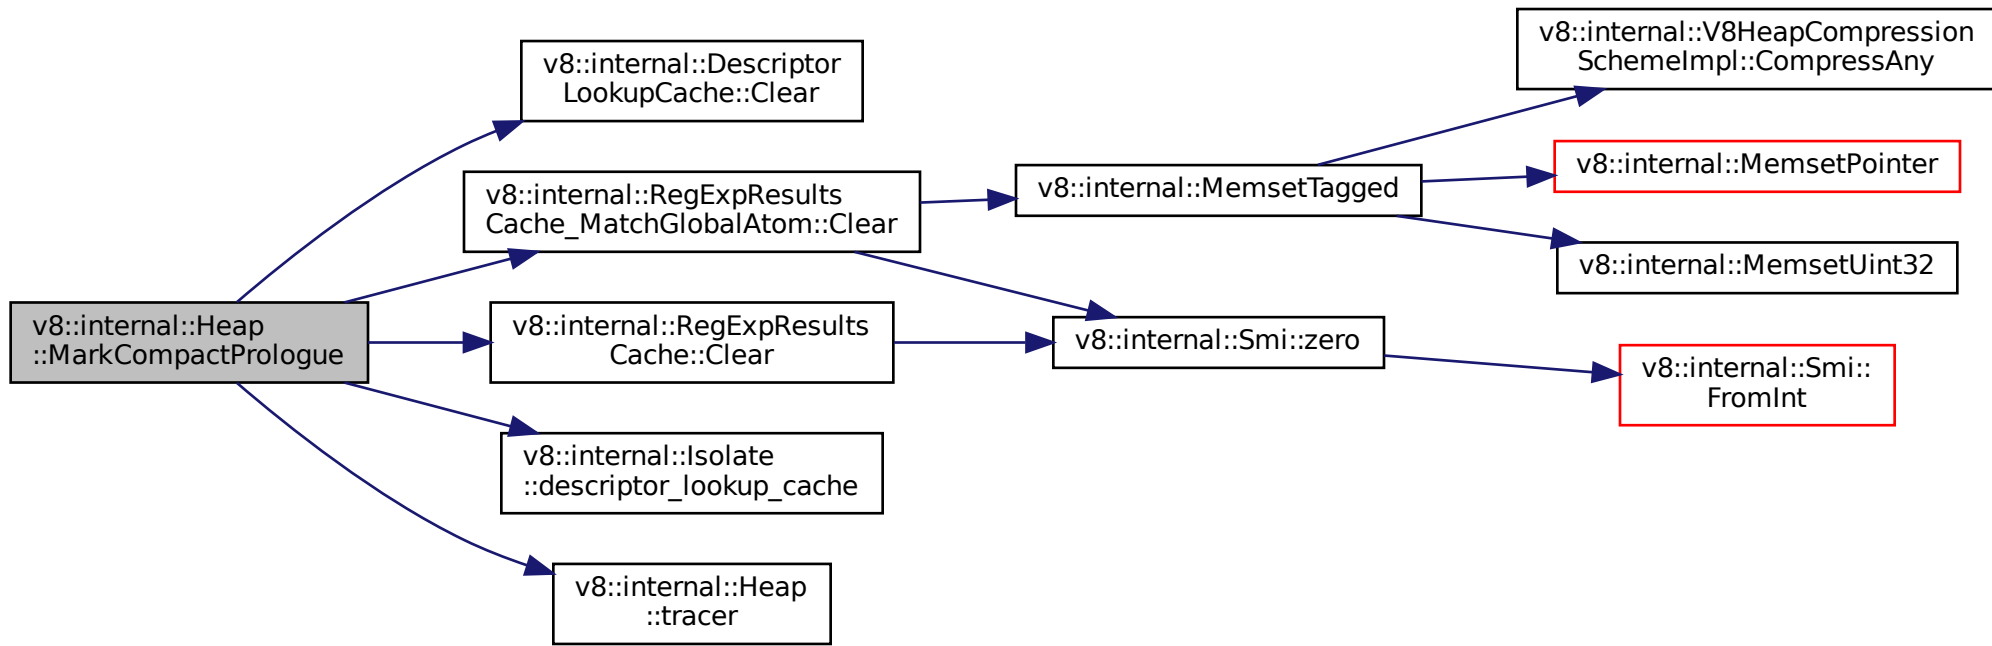 v8::internal::Heap
::MarkCompactPrologue
v8::internal::Descriptor
LookupCache::Clear
v8::internal::RegExpResults
Cache_MatchGlobalAtom::Clear
v8::internal::RegExpResults
Cache::Clear
v8::internal::Isolate
::descriptor_lookup_cache
v8::internal::Heap
::tracer
v8::internal::MemsetTagged
v8::internal::Smi::zero
v8::internal::V8HeapCompression
SchemeImpl::CompressAny
v8::internal::MemsetPointer
v8::internal::MemsetUint32
v8::internal::Smi::
FromInt